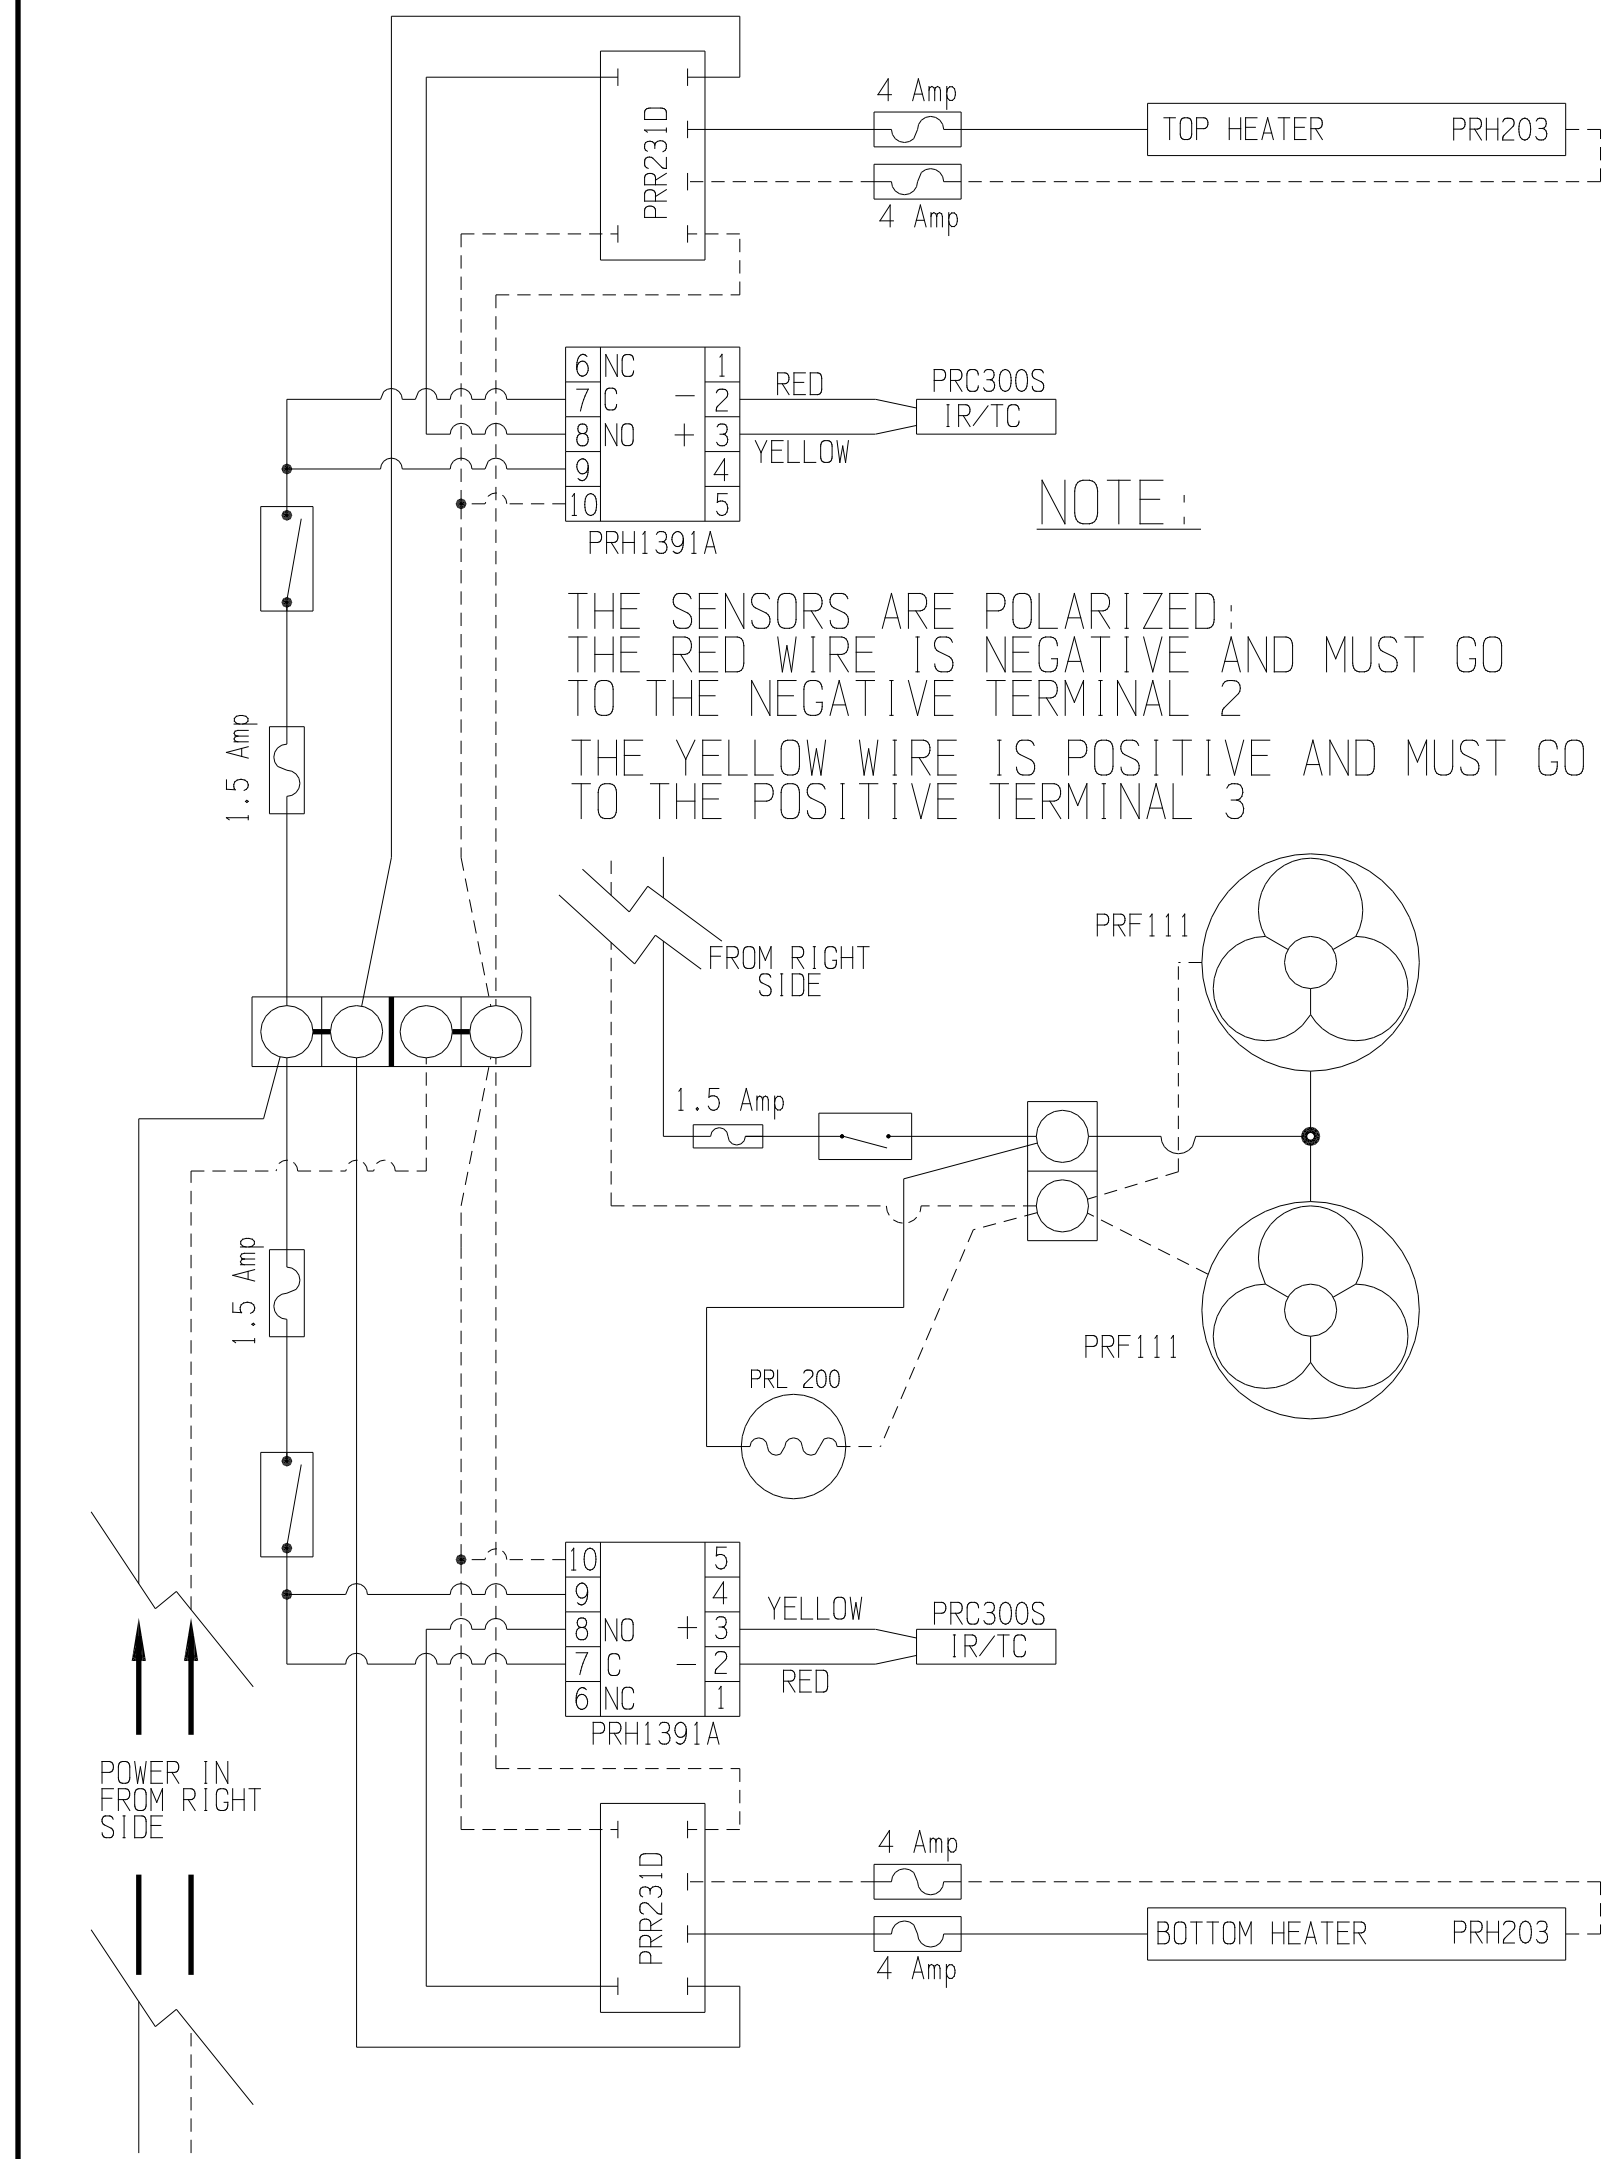 4 Amp
TOP HEATER PRH203
PRR231D
4 Amp
6 NC 1
7 C - 2
8 NO + 3
9 4
10 5
PRH1391A
RED
YELLOW
PRC300S
IR/TC
NOTE:
THE SENSORS ARE POLARIZED:
THE RED WIRE IS NEGATIVE AND MUST GO
TO THE NEGATIVE TERMINAL 2
THE YELLOW WIRE IS POSITIVE AND MUST GO
TO THE POSITIVE TERMINAL 3
1.5 Amp
FROM RIGHT
SIDE
PRF111
1.5 Amp
1.5 Amp
PRF111
PRL 200
10 5
9 4
8 NO + 3
7 C - 2
6 NC 1
PRH1391A
YELLOW
RED
PRC300S
IR/TC
POWER IN
FROM RIGHT
SIDE
PRR231D
4 Amp
BOTTOM HEATER PRH203
4 Amp